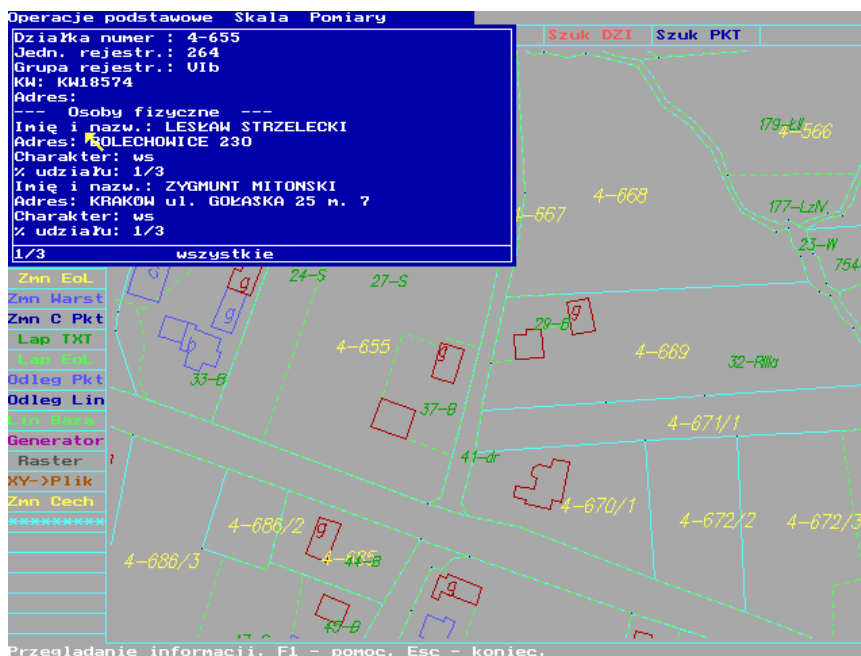 Operacje podstawowe Skala Pomiary
Działka numer : 4-655
Jedn. rejestr.: 264
Grupa rejestr.: VIb
KW: KW18574
Adres:
--- Osoby fizyczne ---
Imię i nazw.: LESŁAW STRZELECKI
Adres: BOLECHOWICE 230
Charakter: ws
% udziału: 1/3
Imię i nazw.: ZYGMUNT MITONSKI
Adres: KRAKOW ul. GOŁAŚKA 25 m. 7
Charakter: ws
% udziału: 1/3
1/3 wszystkie
Szuk DZI Szuk PKT
Zmn EoL
Zmn Warst
Zmn C Pkt
Lap TXT
Lap EoL
Odleg Pkt
Odleg Lin
Lin Baza
Generator
Raster
XY->Plik
Zmn Cech
*********
4-566
4-668
4-667
177-LzIV
23-W
754
24-S
27-S
g
g
g
b
29-B
g
4-655
g
4-669
32-RIIIa
33-B
37-B
4-671/1
41-dr
4-670/1
4-686/2
g
4-672/2
4-672/3
4-686/3
4-685
44-B
g
45-B
47-S
Przeglądanie informacji. F1 - pomoc, Esc - koniec.